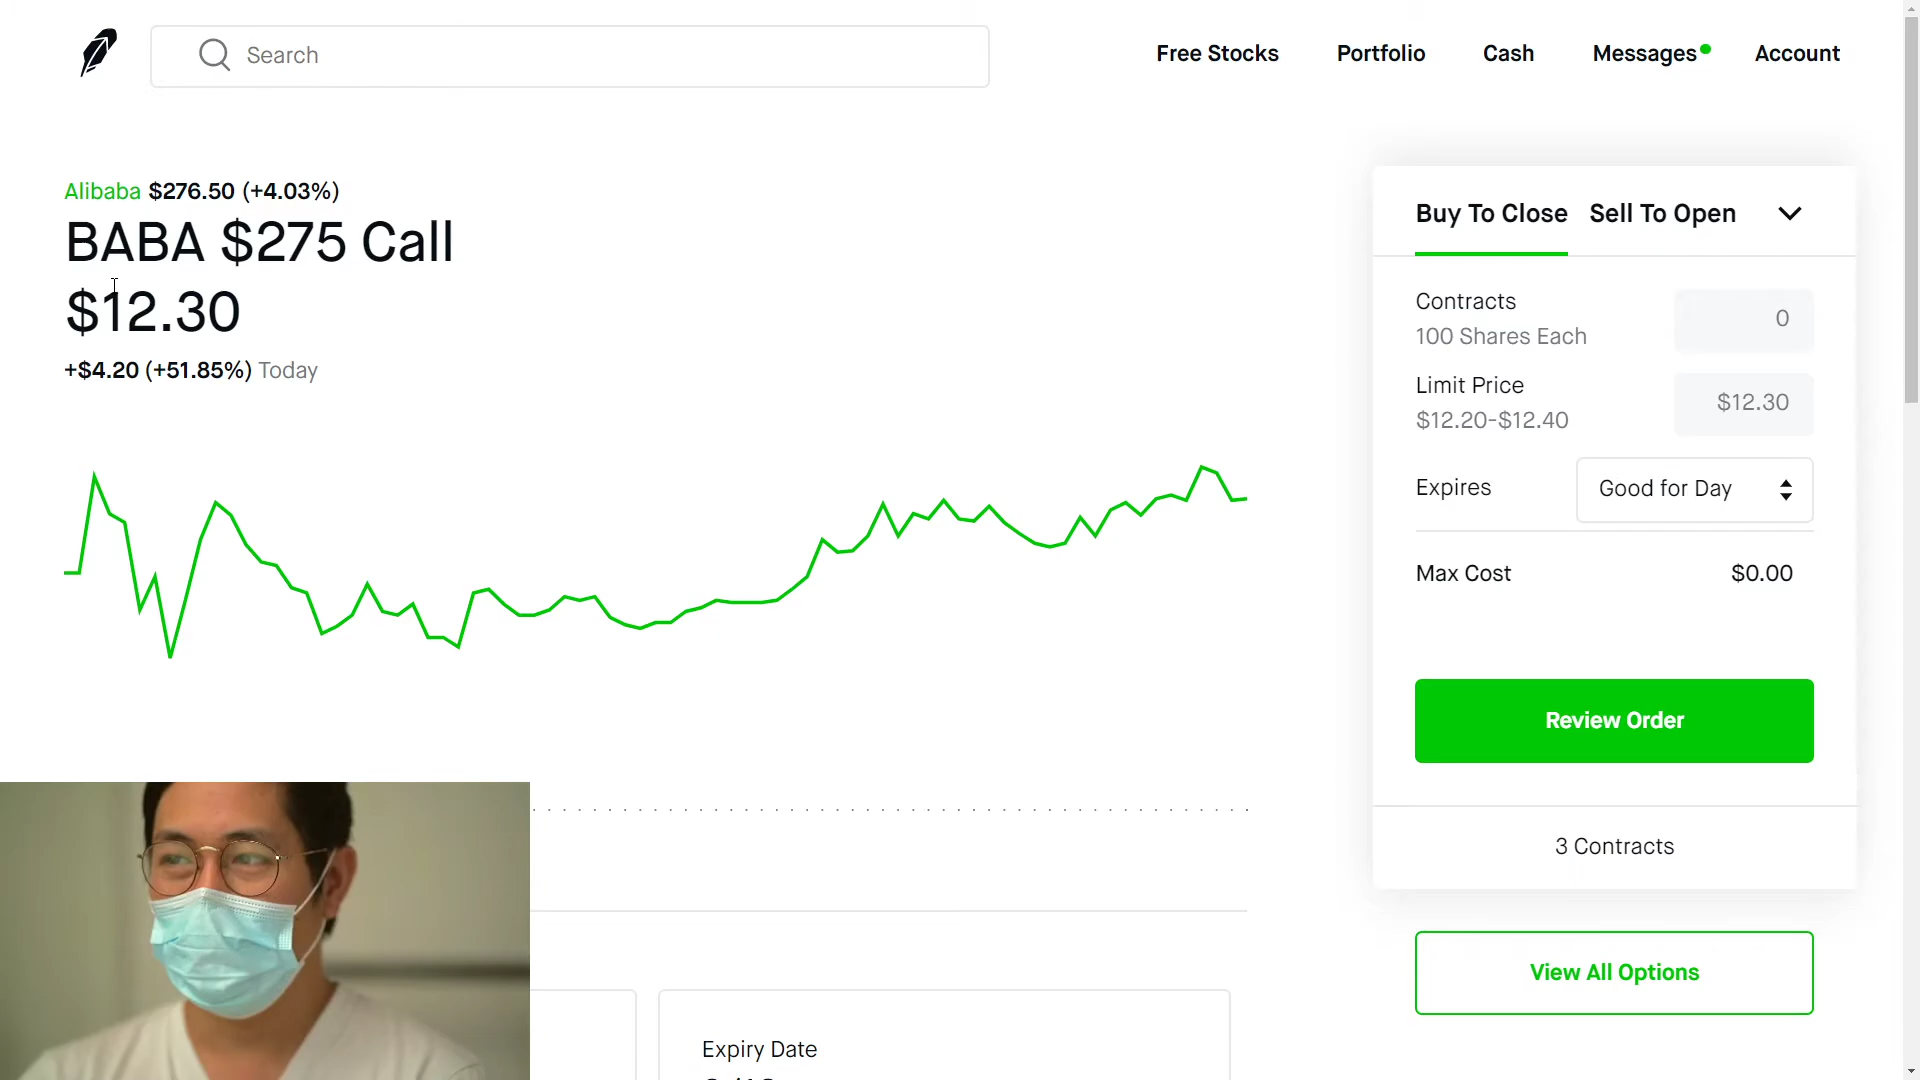 Search
Free Stocks
Portfolio
Cash
Messages
Account
Alibaba $276.50 (+4.03%)
BABA $275 Call
$12.30
+$4.20 (+51.85%) Today
Buy To Close
Sell To Open
Contracts
0
100 Shares Each
Limit Price
$12.30
$12.20-$12.40
Expires
Good for Day
Max Cost
$0.00
Review Order
3 Contracts
View All Options
Expiry Date